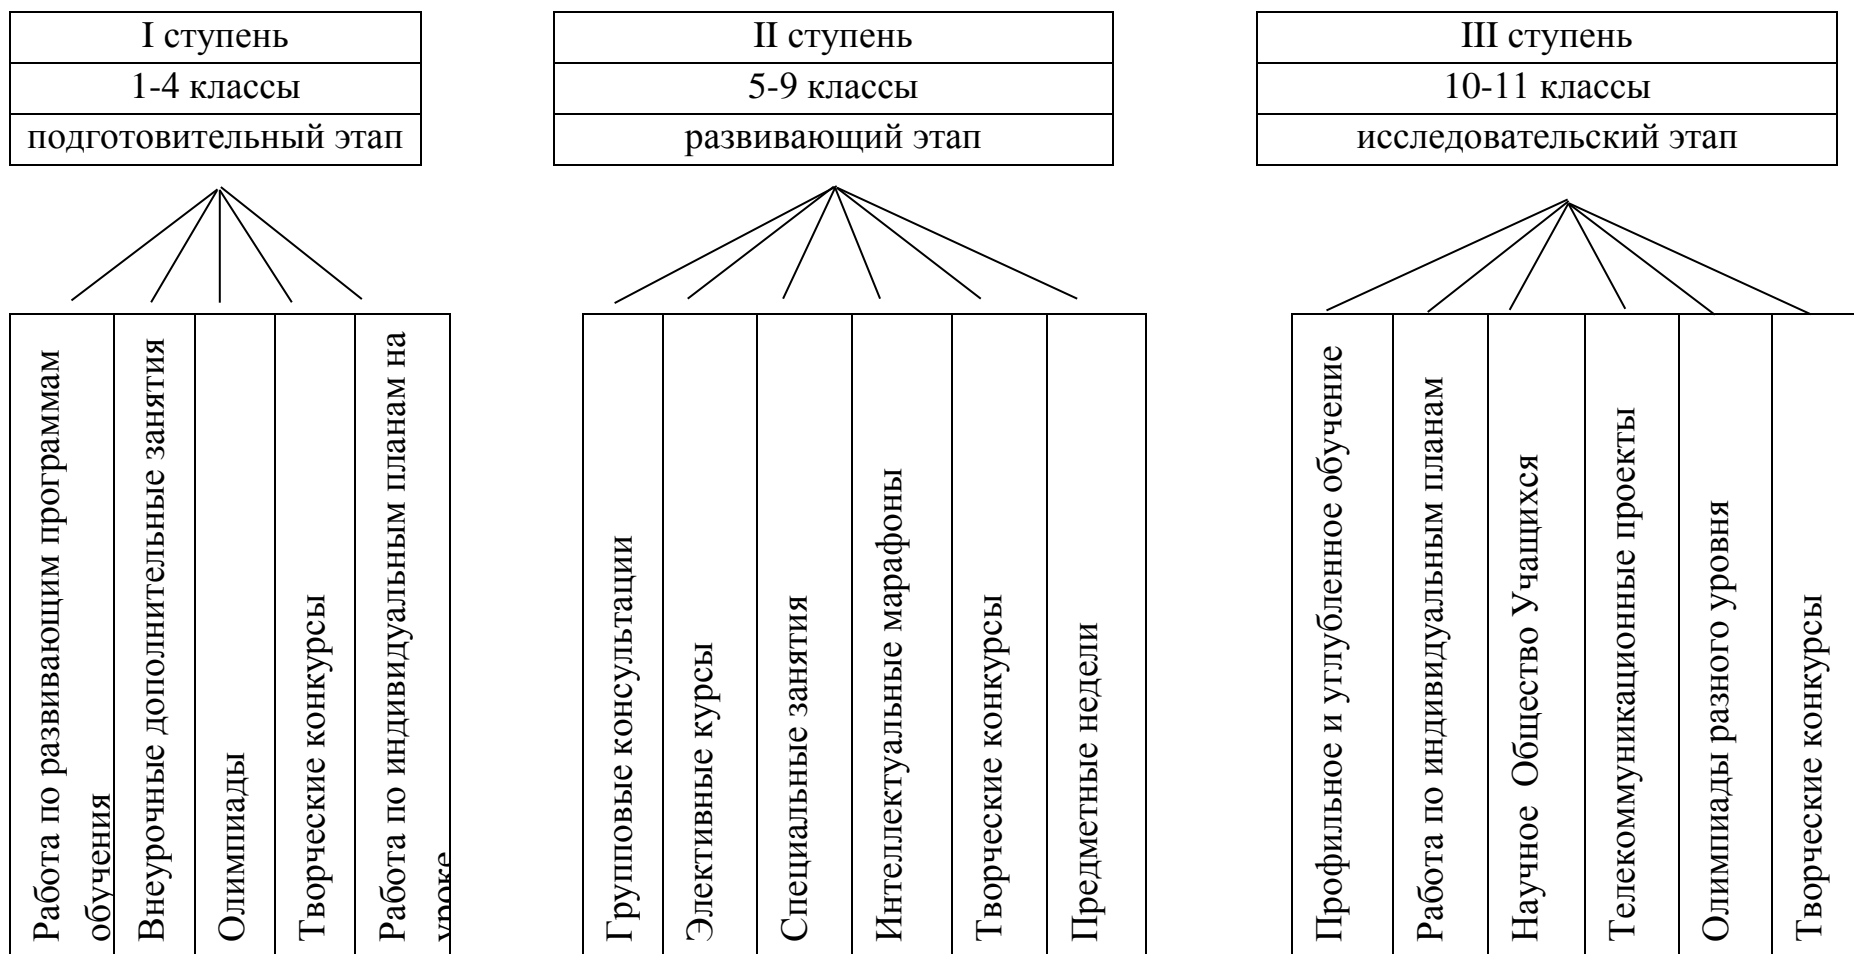 I ступень
1-4 классы
подготовительный этап
II ступень
5-9 классы
развивающий этап
III ступень
10-11 классы
исследовательский этап
Работа по развивающим программам
обучения
Внеурочные дополнительные занятия
Олимпиады
Творческие конкурсы
Работа по индивидуальным планам на
уроке
Групповые консультации
Элективные курсы
Специальные занятия
Интеллектуальные марафоны
Творческие конкурсы
Предметные недели
Профильное и углубленное обучение
Работа по индивидуальным планам
Научное Общество Учащихся
Телекоммуникационные проекты
Олимпиады разного уровня
Творческие конкурсы